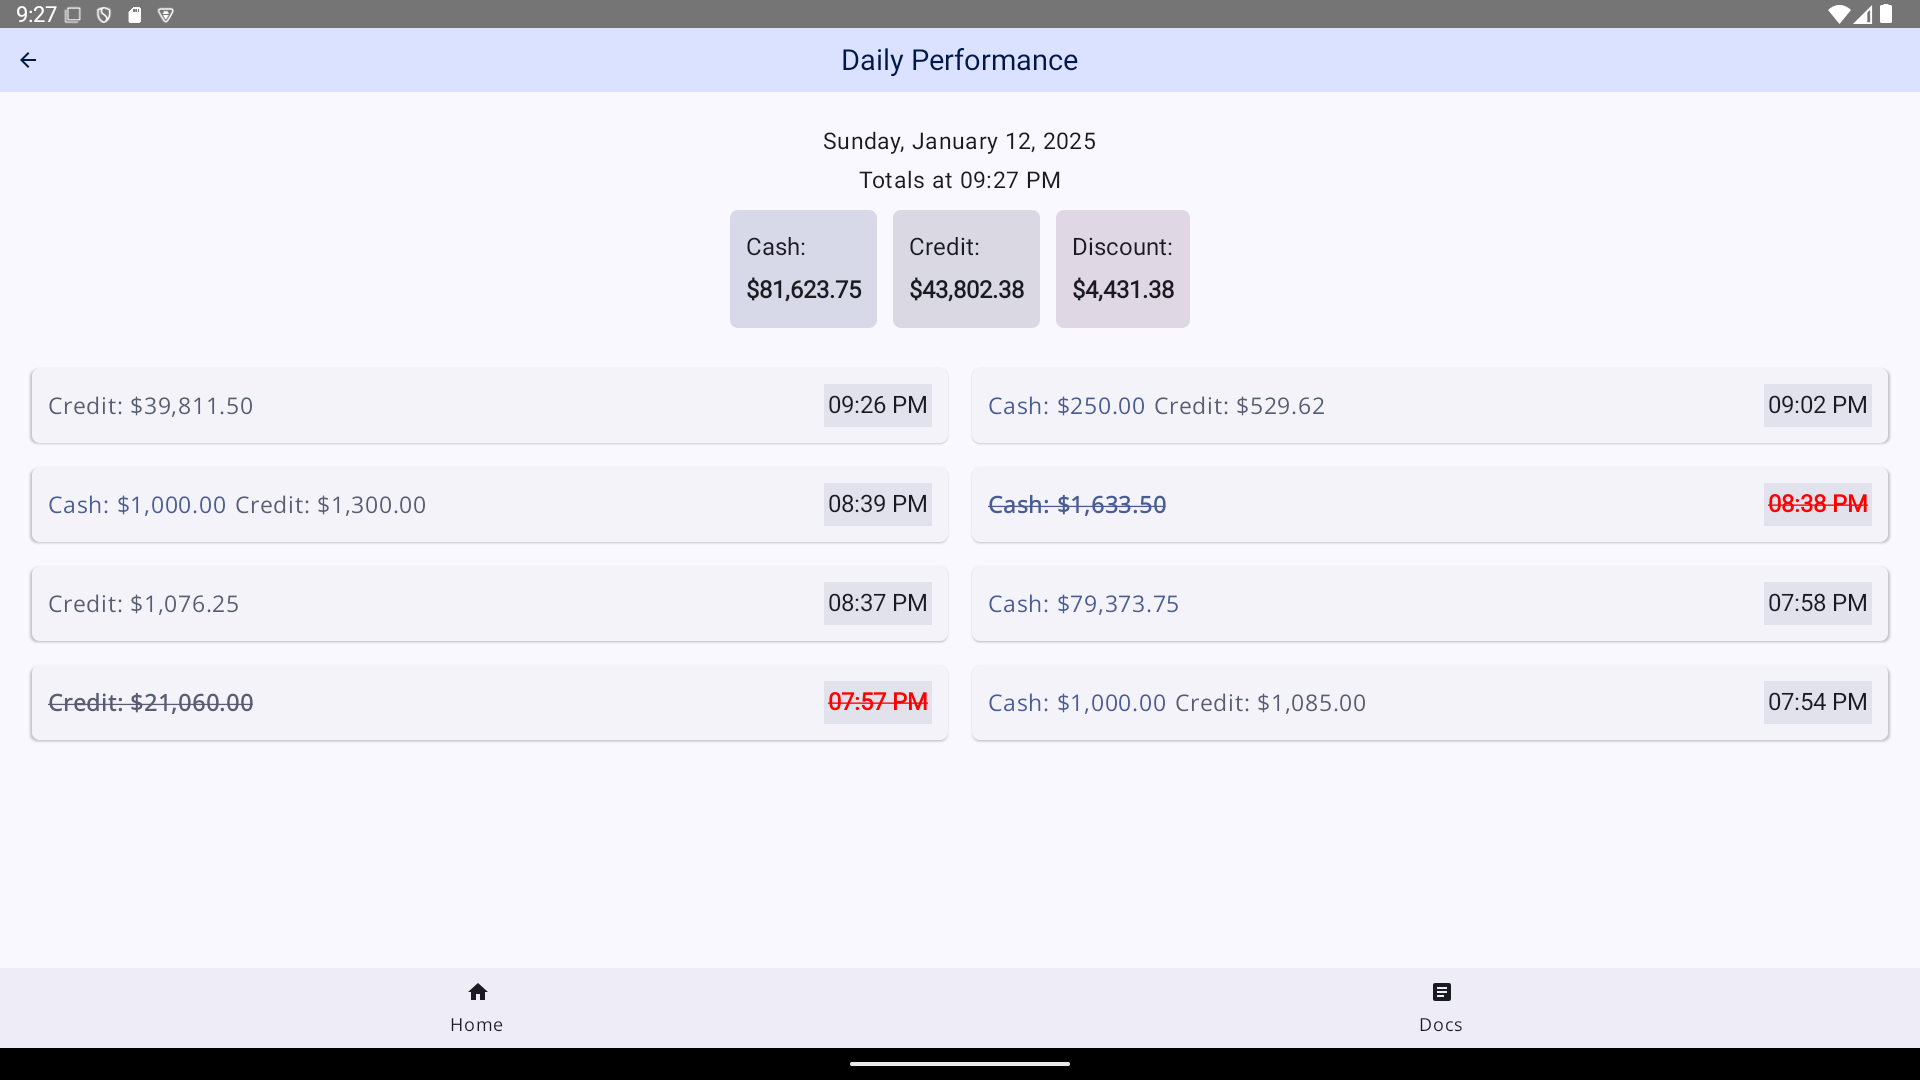 9:27
Daily Performance
Sunday, January 12, 2025
Totals at 09:27 PM
Cash:
$81,623.75
Credit:
$43,802.38
Discount:
$4,431.38
Credit: $39,811.50
09:26 PM
Cash: $250.00 Credit: $529.62
09:02 PM
Cash: $1,000.00 Credit: $1,300.00
08:39 PM
Cash: $1,633.50
08:38 PM
Credit: $1,076.25
08:37 PM
Cash: $79,373.75
07:58 PM
Credit: $21,060.00
07:57 PM
Cash: $1,000.00 Credit: $1,085.00
07:54 PM
Home
Docs